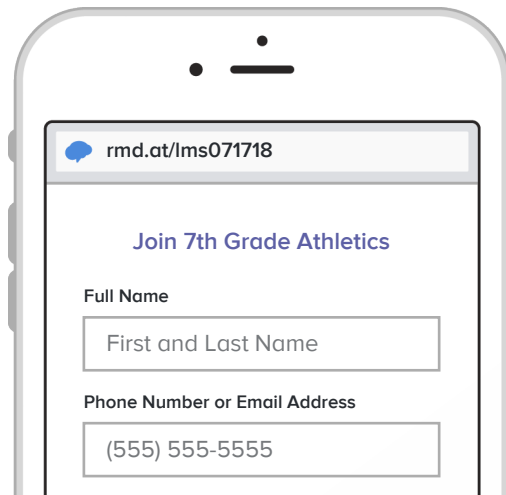 rmd.at/lms071718
Join 7th Grade Athletics
Full Name
First and Last Name
Phone Number or Email Address
(555) 555-5555